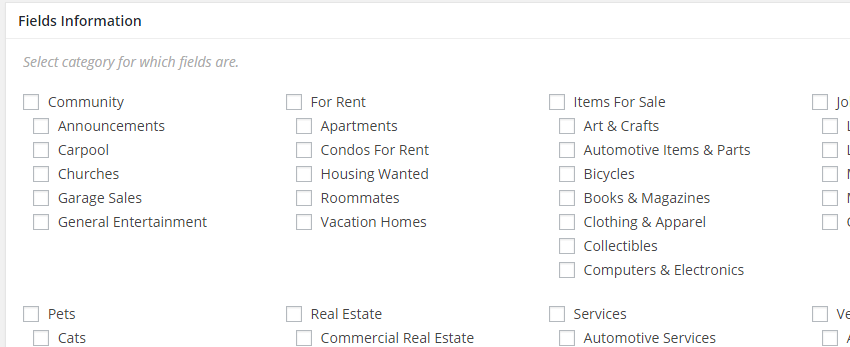 Fields Information
Select category for which fields are.
Community
Announcements
Carpool
Churches
Garage Sales
General Entertainment
For Rent
Apartments
Condos For Rent
Housing Wanted
Roommates
Vacation Homes
Items For Sale
Art & Crafts
Automotive Items & Parts
Bicycles
Books & Magazines
Clothing & Apparel
Collectibles
Computers & Electronics
Pets
Cats
Real Estate
Commercial Real Estate
Services
Automotive Services